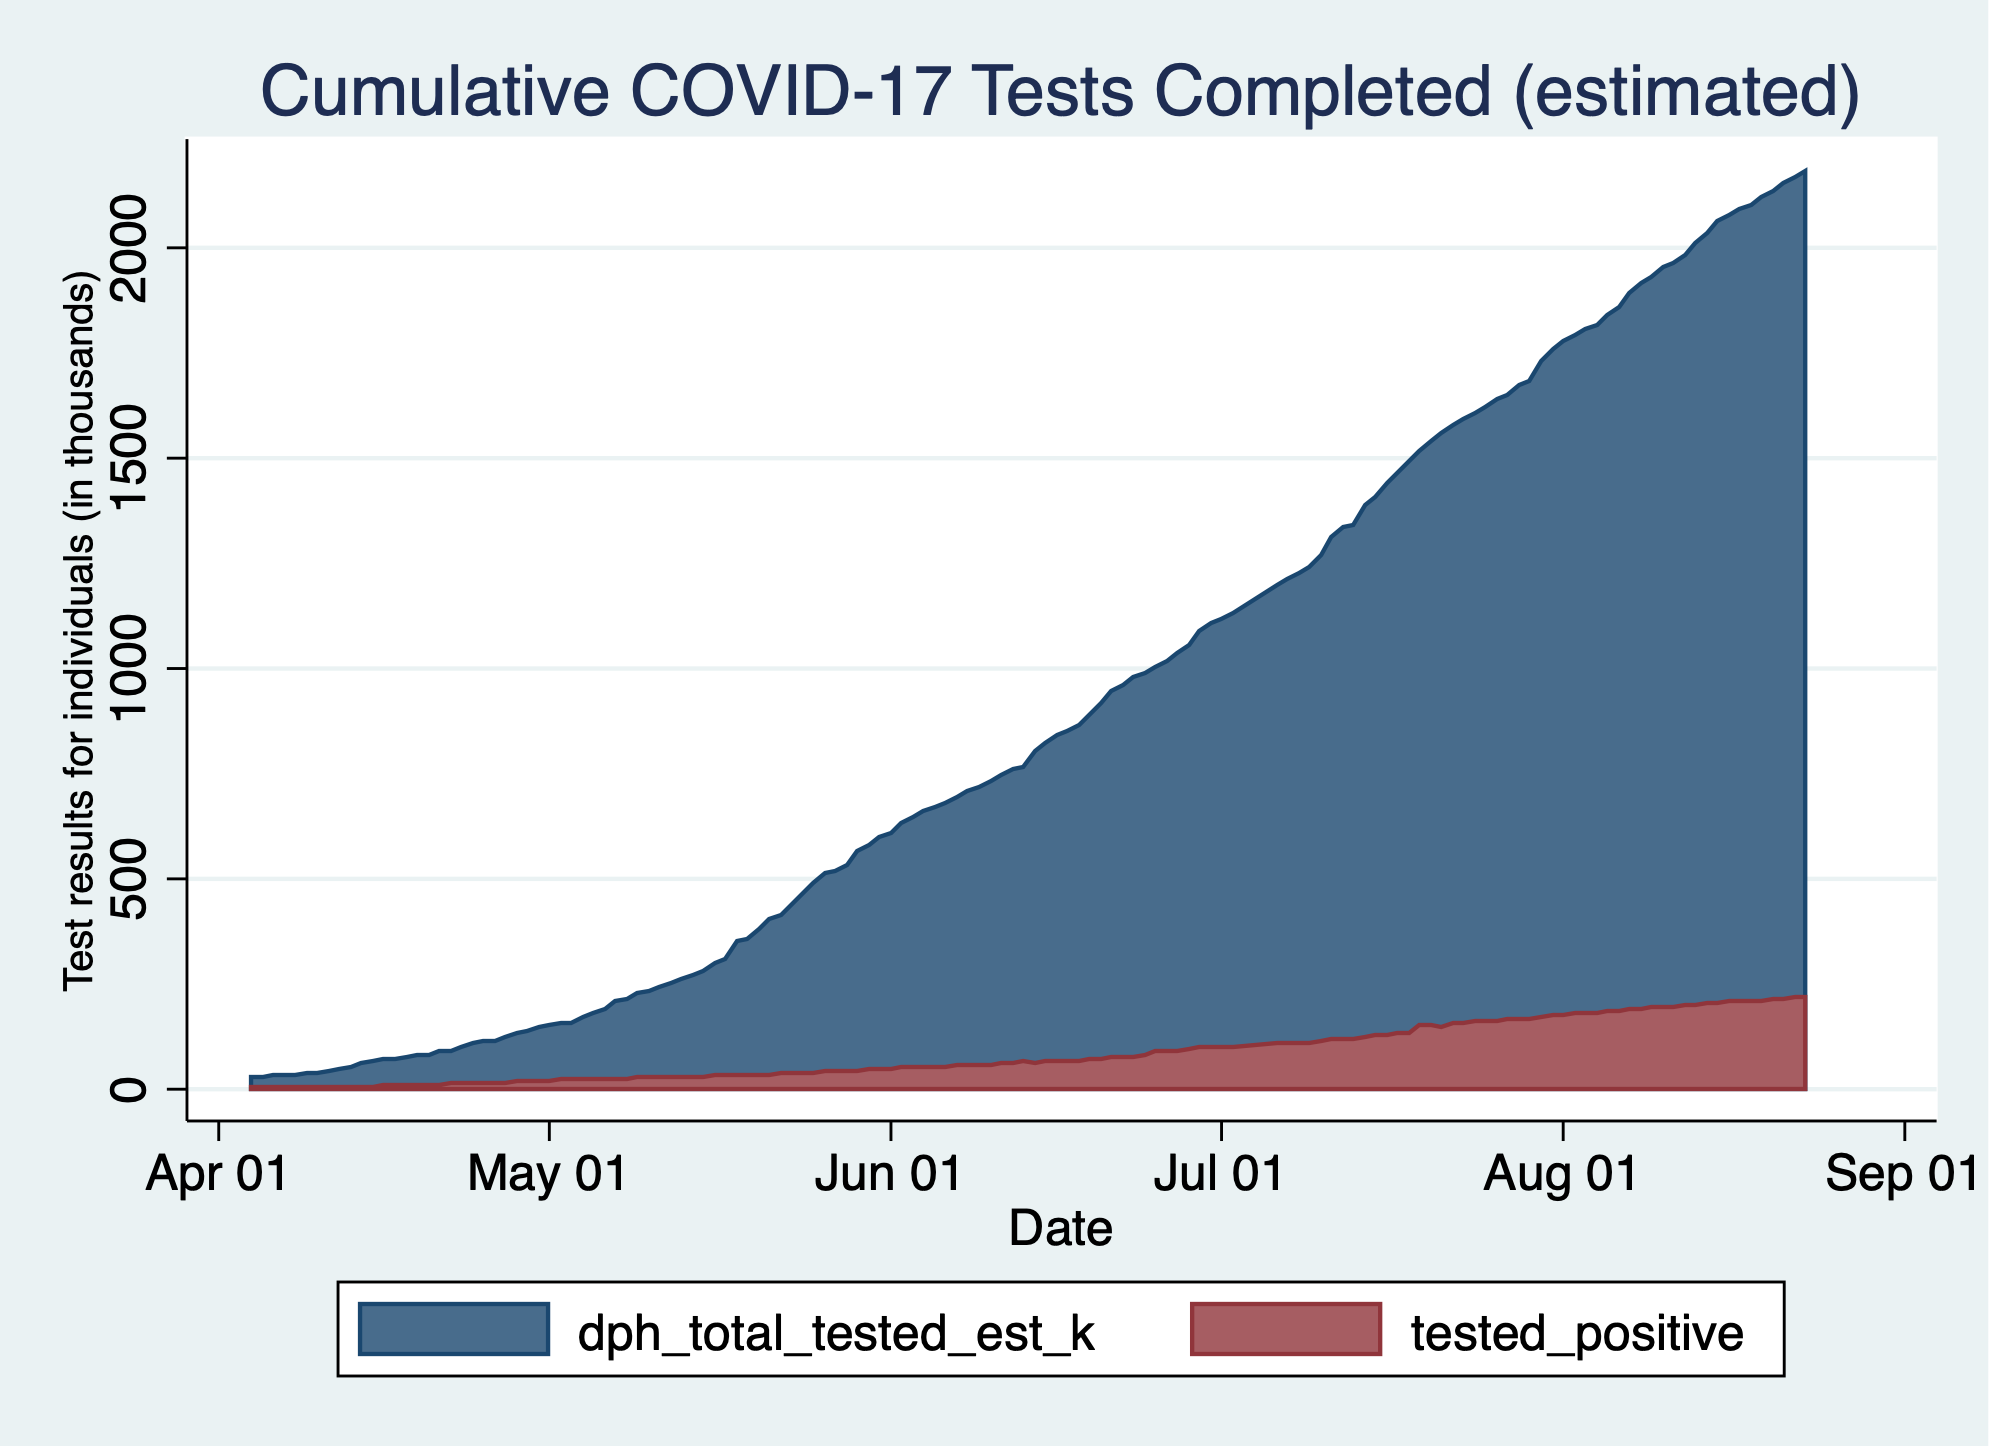 Cumulative COVID-17 Tests Completed (estimated)
Test results for individuals (in thousands)
2000
1500
1000
500
0
Apr 01 May 01 Jun 01 Jul 01 Aug 01 Sep 01
Date
dph_total_tested_est_k tested_positive